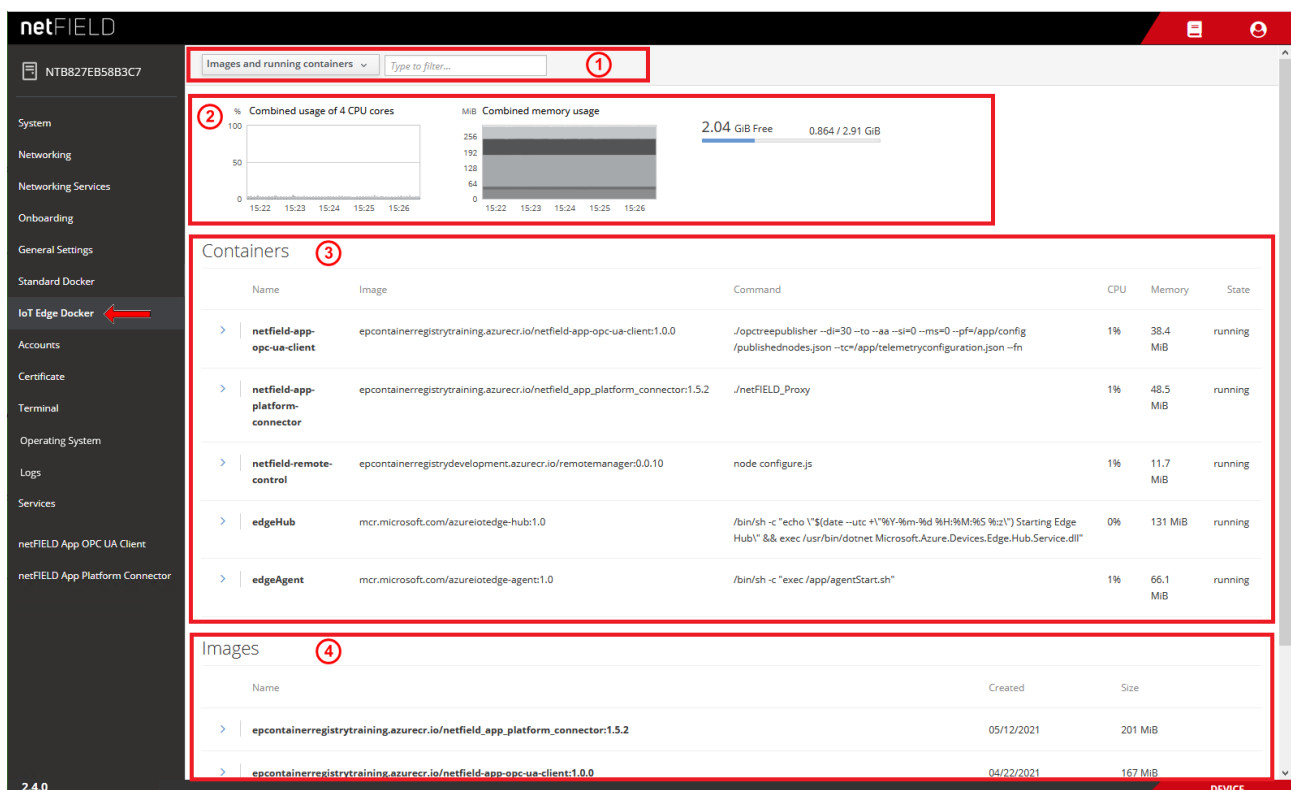 netFIELD
NTB827EB58B3C7
System
Networking
Networking Services
Onboarding
General Settings
Standard Docker
IoT Edge Docker
Accounts
Certificate
Terminal
Operating System
Logs
Services
netFIELD App OPC UA Client
netFIELD App Platform Connector
2.4.0
Images and running containers Type to filter... 1
2
% Combined usage of 4 CPU cores
100
50
0
15:22 15:23 15:24 15:25 15:26
MiB Combined memory usage
256
192
128
64
0
15:22 15:23 15:24 15:25 15:26
2.04 GiB Free 0.864 / 2.91 GiB
Containers 3
Name Image Command CPU Memory State
netfield-app- epcontainerregistrytraining.azurecr.io/netfield-app-opc-ua-client:1.0.0 ./opctreepublisher --di=30 --to --aa --si=0 --ms=0 --pf=/app/config 1% 38.4 running
opc-ua-client /publishednodes.json --tc=/app/telemetryconfiguration.json --fn MiB
netfield-app- epcontainerregistrytraining.azurecr.io/netfield_app_platform_connector:1.5.2 ./netFIELD_Proxy 1% 48.5 running
platform- MiB
connector
netfield-remote- epcontainerregistrydevelopment.azurecr.io/remotemanager:0.0.10 node configure.js 1% 11.7 running
control MiB
edgeHub mcr.microsoft.com/azureiotedge-hub:1.0 /bin/sh -c "echo \"$(date --utc +\"%Y-%m-%d %H:%M:%S %:z\") Starting Edge 0% 131 MiB running
Hub\" && exec /usr/bin/dotnet Microsoft.Azure.Devices.Edge.Hub.Service.dll"
edgeAgent mcr.microsoft.com/azureiotedge-agent:1.0 /bin/sh -c "exec /app/agentStart.sh" 1% 66.1 running
MiB
Images 4
Name Created Size
epcontainerregistrytraining.azurecr.io/netfield_app_platform_connector:1.5.2 05/12/2021 201 MiB
epcontainerregistrytraining.azurecr.io/netfield-app-opc-ua-client:1.0.0 04/22/2021 167 MiB
DEVICE